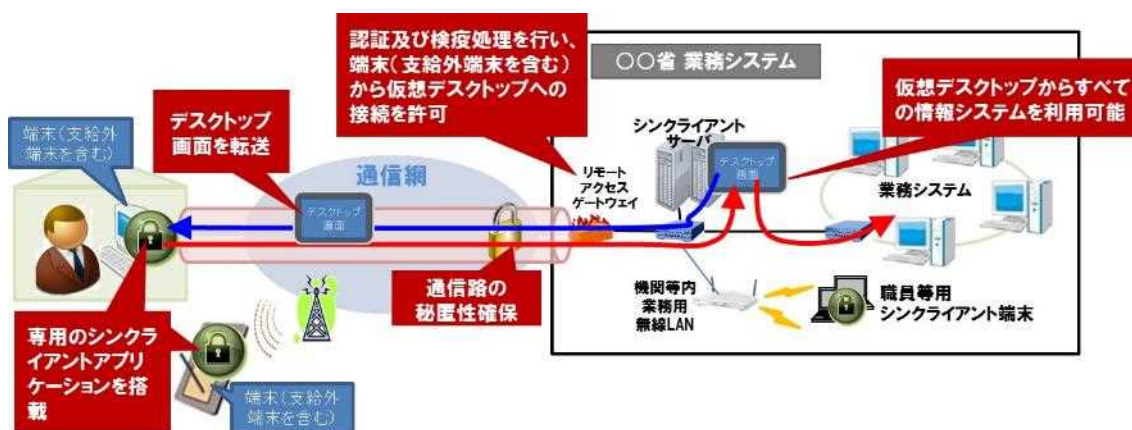 認証及び検疫処理を行い、
端末（支給外端末を含む）
から仮想デスクトップへの
接続を許可
○○省 業務システム
仮想デスクトップからすべて
の情報システムを利用可能
デスクトップ
画面を転送
端末（支給外
端末を含む）
通信網
シンクライアント
サーバ
デスクトップ
画面
リモート
アクセス
ゲートウェイ
業務システム
デスクトップ
画面
通信路の
秘匿性確保
機関等内
業務用
無線LAN
職員等用
シンクライアント端末
専用のシンクラ
イアントアプリ
ケーションを搭
載
端末（支給外
端末を含む）